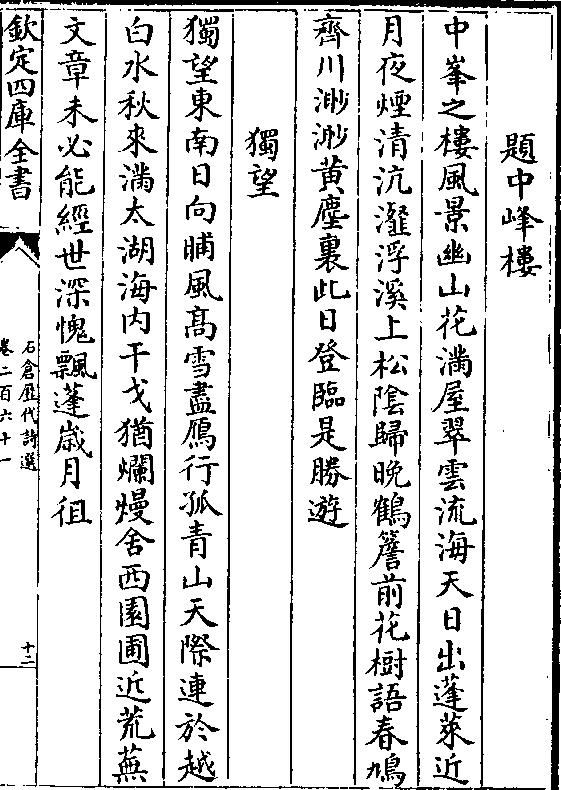 題中峰樓
中峯之樓風景幽山花滿屋翠雲流海天日出蓬萊近
月夜煙清沆瀣浮溪上松陰歸晚鶴簷前花樹語春鳩
齊川渺渺黄塵裏此日登臨是勝遊
獨望
獨望東南日向晡風髙雪盡鴈行孤青山天際連於越
白水秋來滿太湖海内干戈猶爛熳舍西園圃近荒蕪
文章未必能經世深愧飄蓬歲月徂
欽定四庫全書
石倉歴代詩選
卷二百六十一
十二